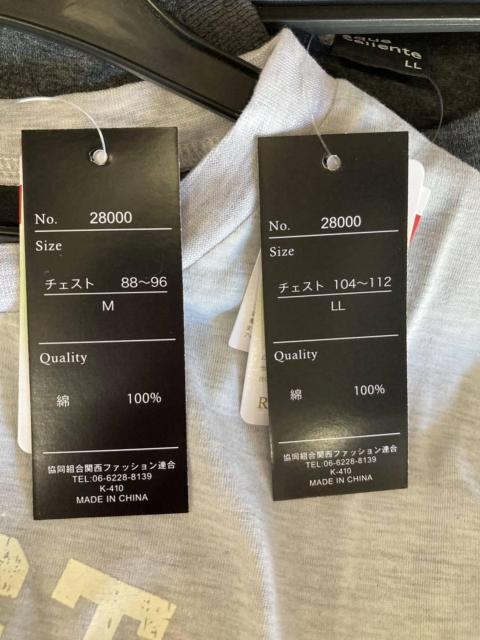 caliente
LL
No. 28000
Size
チェスト 88〜96
M
Quality
綿 100%
協同組合関西ファッション連合
TEL:06-6228-8139
K-410
MADE IN CHINA
No. 28000
Size
チェスト 104〜112
LL
Quality
綿 100%
協同組合関西ファッション連合
TEL:06-6228-8139
K-410
MADE IN CHINA
R
ST